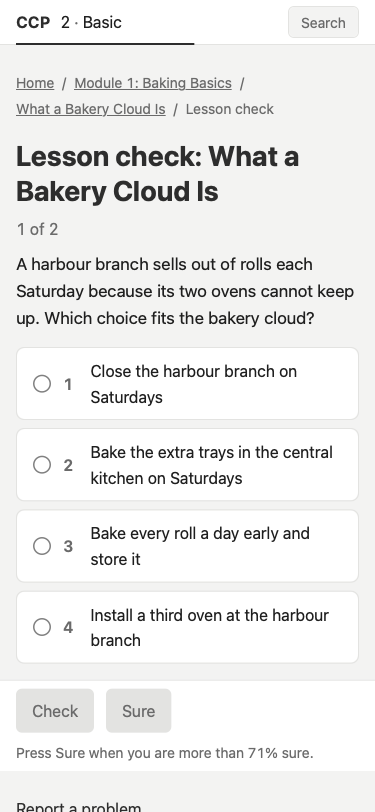 CCP 2 · Basic
Search
Home / Module 1: Baking Basics /
What a Bakery Cloud Is / Lesson check
Lesson check: What a
Bakery Cloud Is
1 of 2
A harbour branch sells out of rolls each
Saturday because its two ovens cannot keep
up. Which choice fits the bakery cloud?
1 Close the harbour branch on
Saturdays
2 Bake the extra trays in the central
kitchen on Saturdays
3 Bake every roll a day early and
store it
4 Install a third oven at the harbour
branch
Check
Sure
Press Sure when you are more than 71% sure.
Report a problem